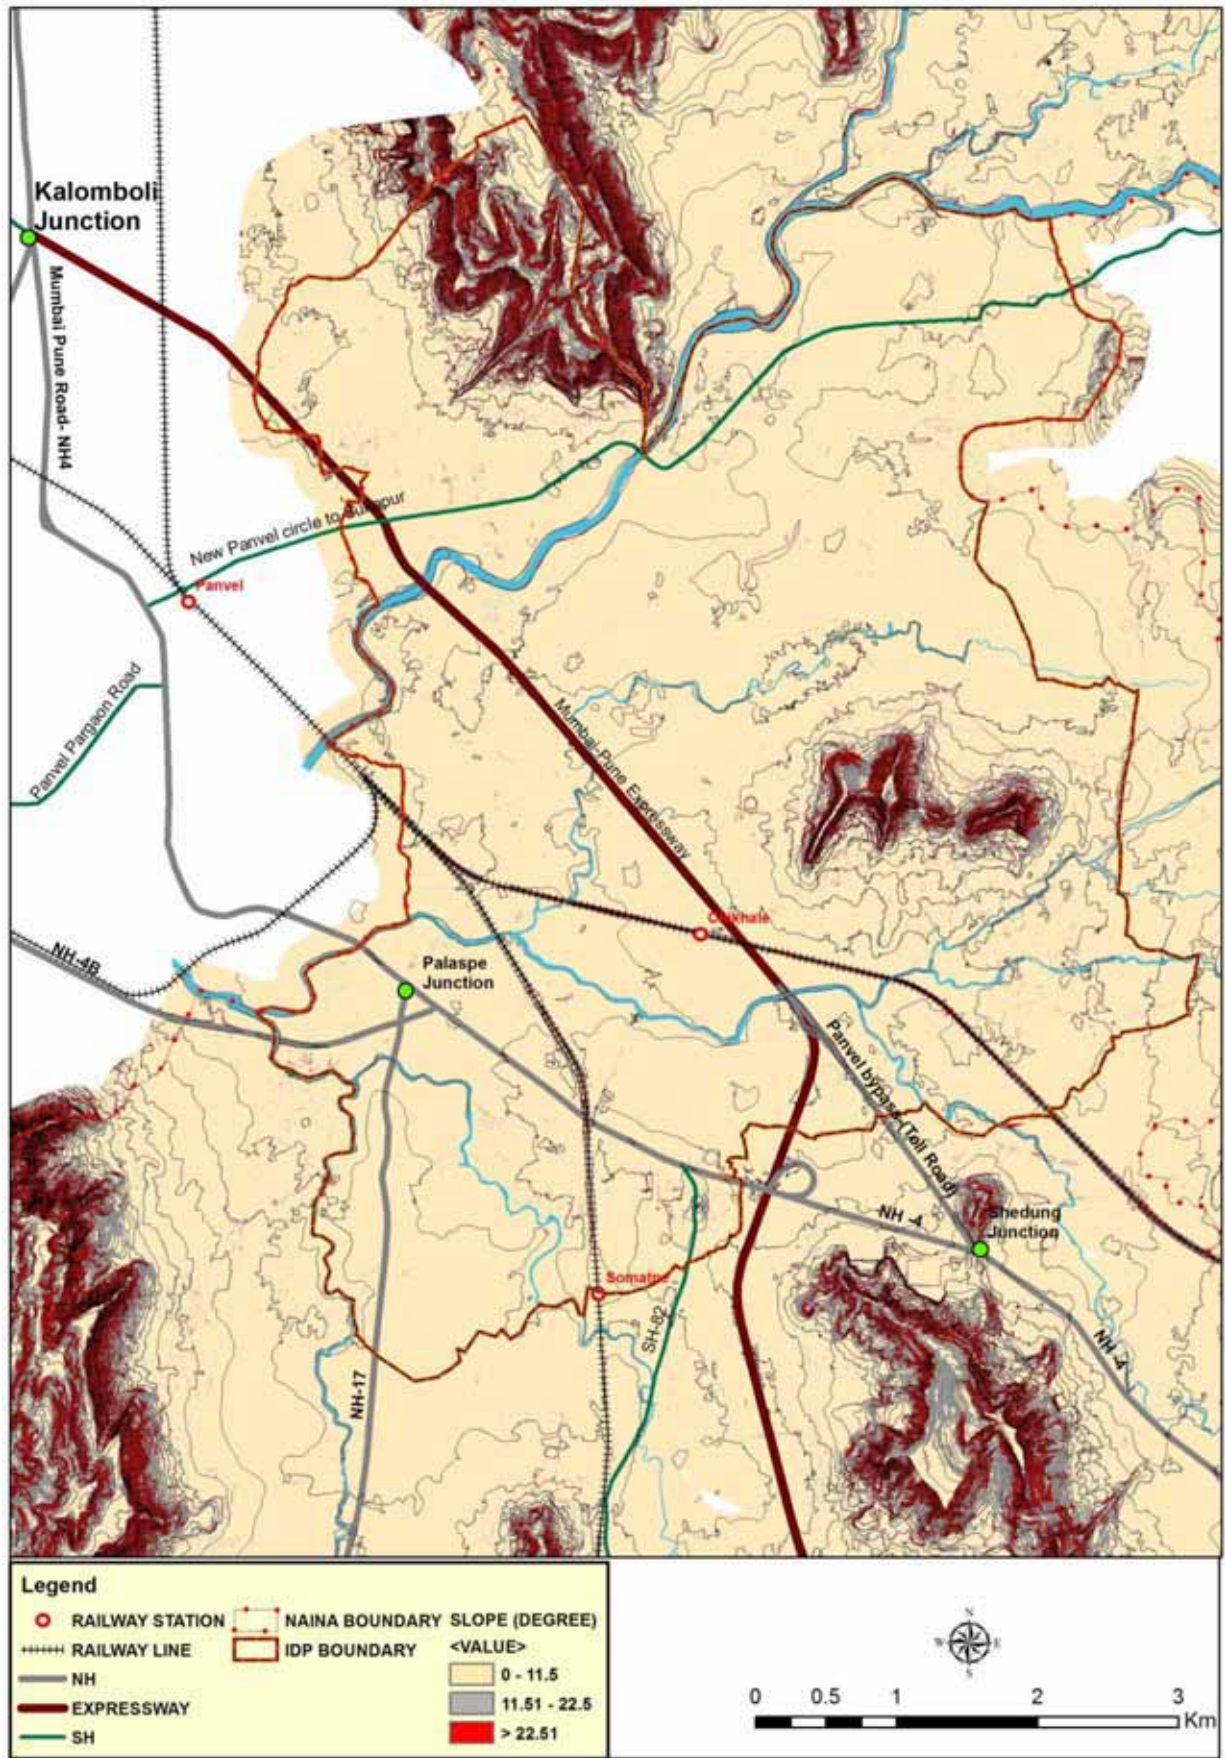 Kalomboli
Junction
Mumbai Pune Road- NH4
New Panvel circle to Sukapur
Panvel
Panvel Pargaon Road
Mumbai-Pune Expressway
Chikhale
NH-4B
Palaspe
Junction
Panvel bypass (Toll Road)
NH -4
Shedung
Junction
Somatne
SH-82
NH-17
NH -4
Legend
RAILWAY STATION
RAILWAY LINE
NH
EXPRESSWAY
SH
NAINA BOUNDARY
IDP BOUNDARY
SLOPE (DEGREE)
<VALUE>
0 - 11.5
11.51 - 22.5
> 22.51
N
W
E
S
0 0.5 1 2 3
Km